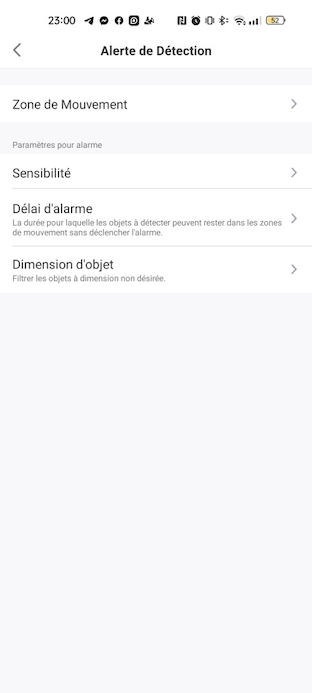 23:00
52
Alerte de Détection
Zone de Mouvement
Paramètres pour alarme
Sensibilité
Délai d'alarme
La durée pour laquelle les objets à détecter peuvent rester dans les zones
de mouvement sans déclencher l'alarme.
Dimension d'objet
Filtrer les objets à dimension non désirée.